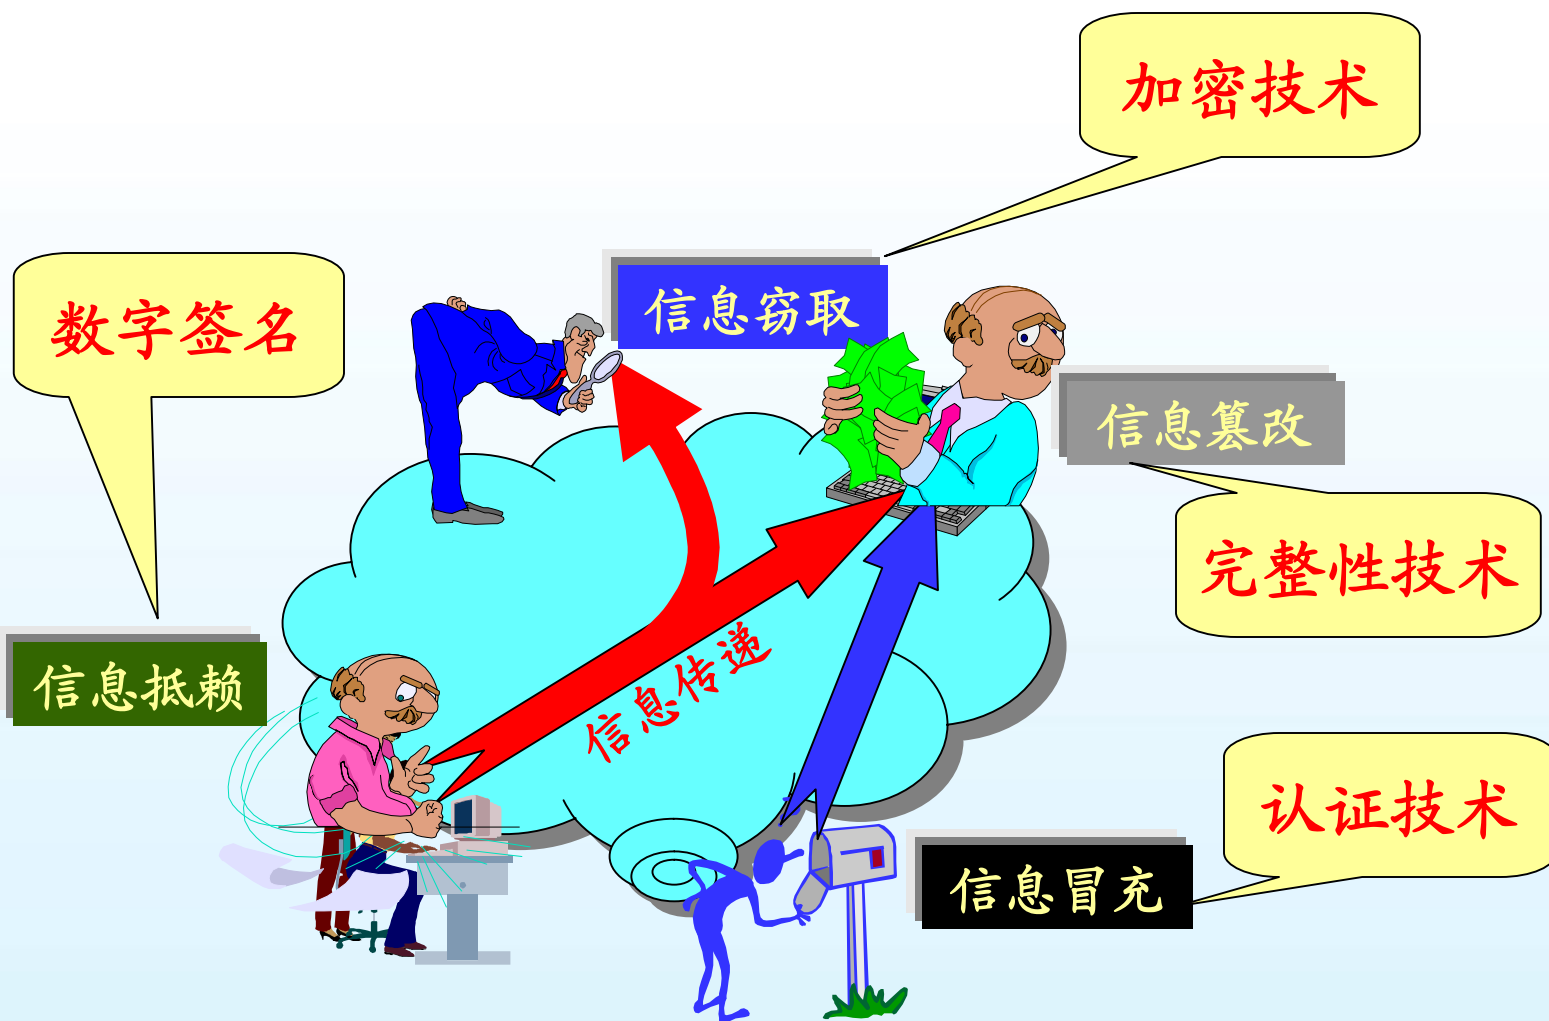 加密技术
信息窃取
数字签名
信息篡改
完整性技术
信息抵赖
信息传递
认证技术
信息冒充